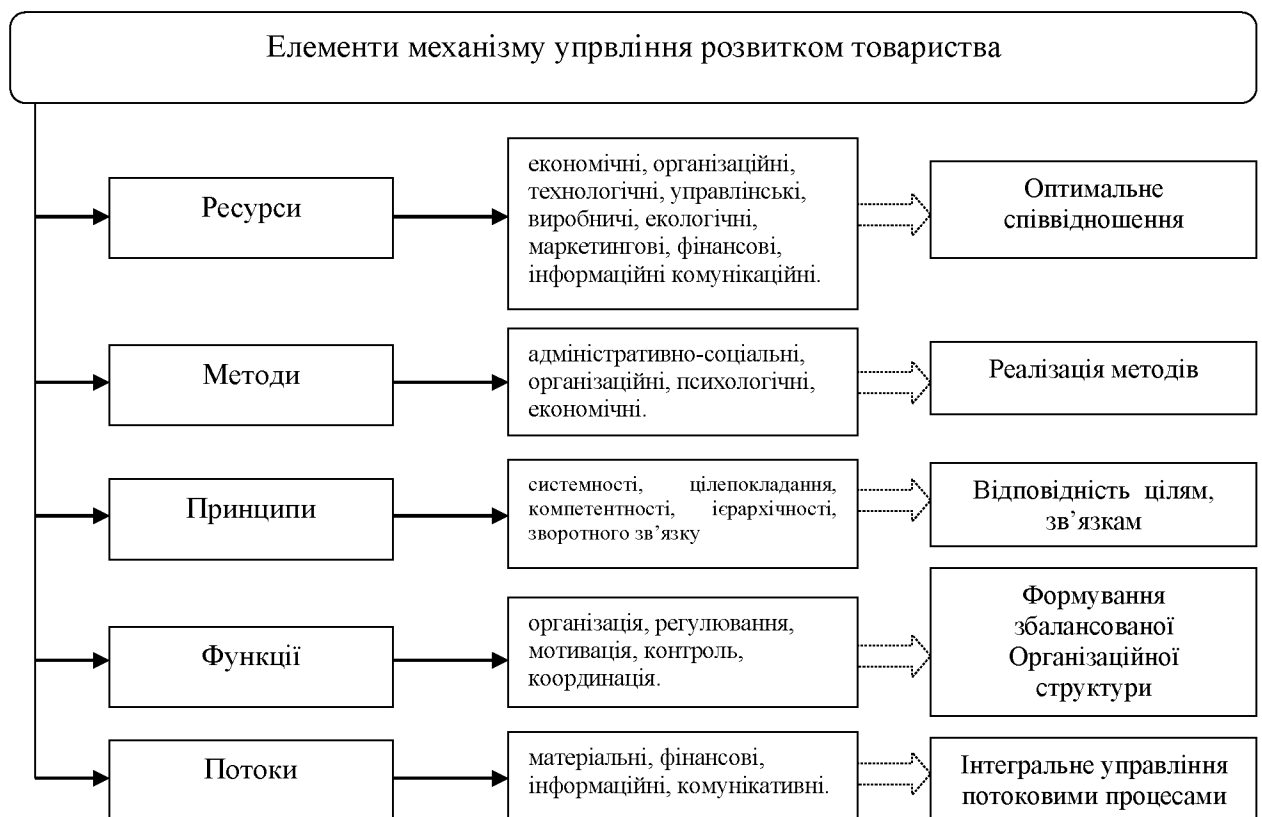 Елементи механізму упрвління розвитком товариства
Ресурси
економічні, організаційні,
технологічні, управлінські,
виробничі, екологічні,
маркетингові, фінансові,
інформаційні комунікаційні.
Оптимальне
співвідношення
Методи
адміністративно-соціальні,
організаційні, психологічні,
економічні.
Реалізація методів
Принципи
системності, цілепокладання,
компетентності, ієрархічності,
зворотного зв’язку
Відповідність цілям,
зв’язкам
Функції
організація, регулювання,
мотивація, контроль,
координація.
Формування
збалансованої
Організаційної
структури
Потоки
матеріальні, фінансові,
інформаційні, комунікативні.
Інтегральне управління
потоковими процесами